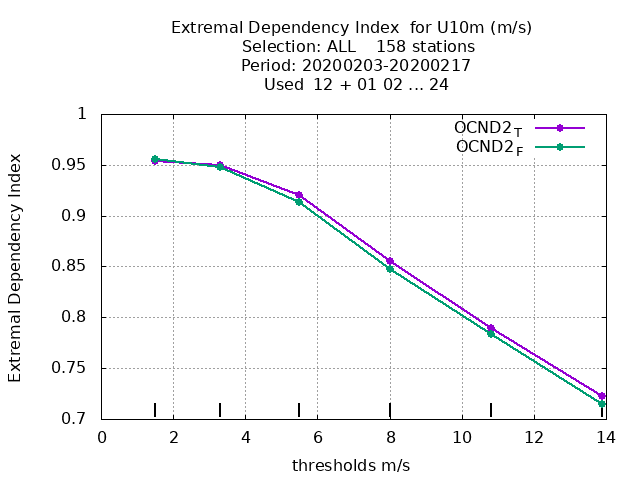 Extremal Dependency Index  for U10m (m/s)
Selection: ALL    158 stations
Period: 20200203-20200217
Used  12 + 01 02 ... 24
OCND2T
OCND2F
1
0.95
0.9
0.85
0.8
0.75
0.7
Extremal Dependency Index
0 2 4 6 8 10 12 14
thresholds m/s